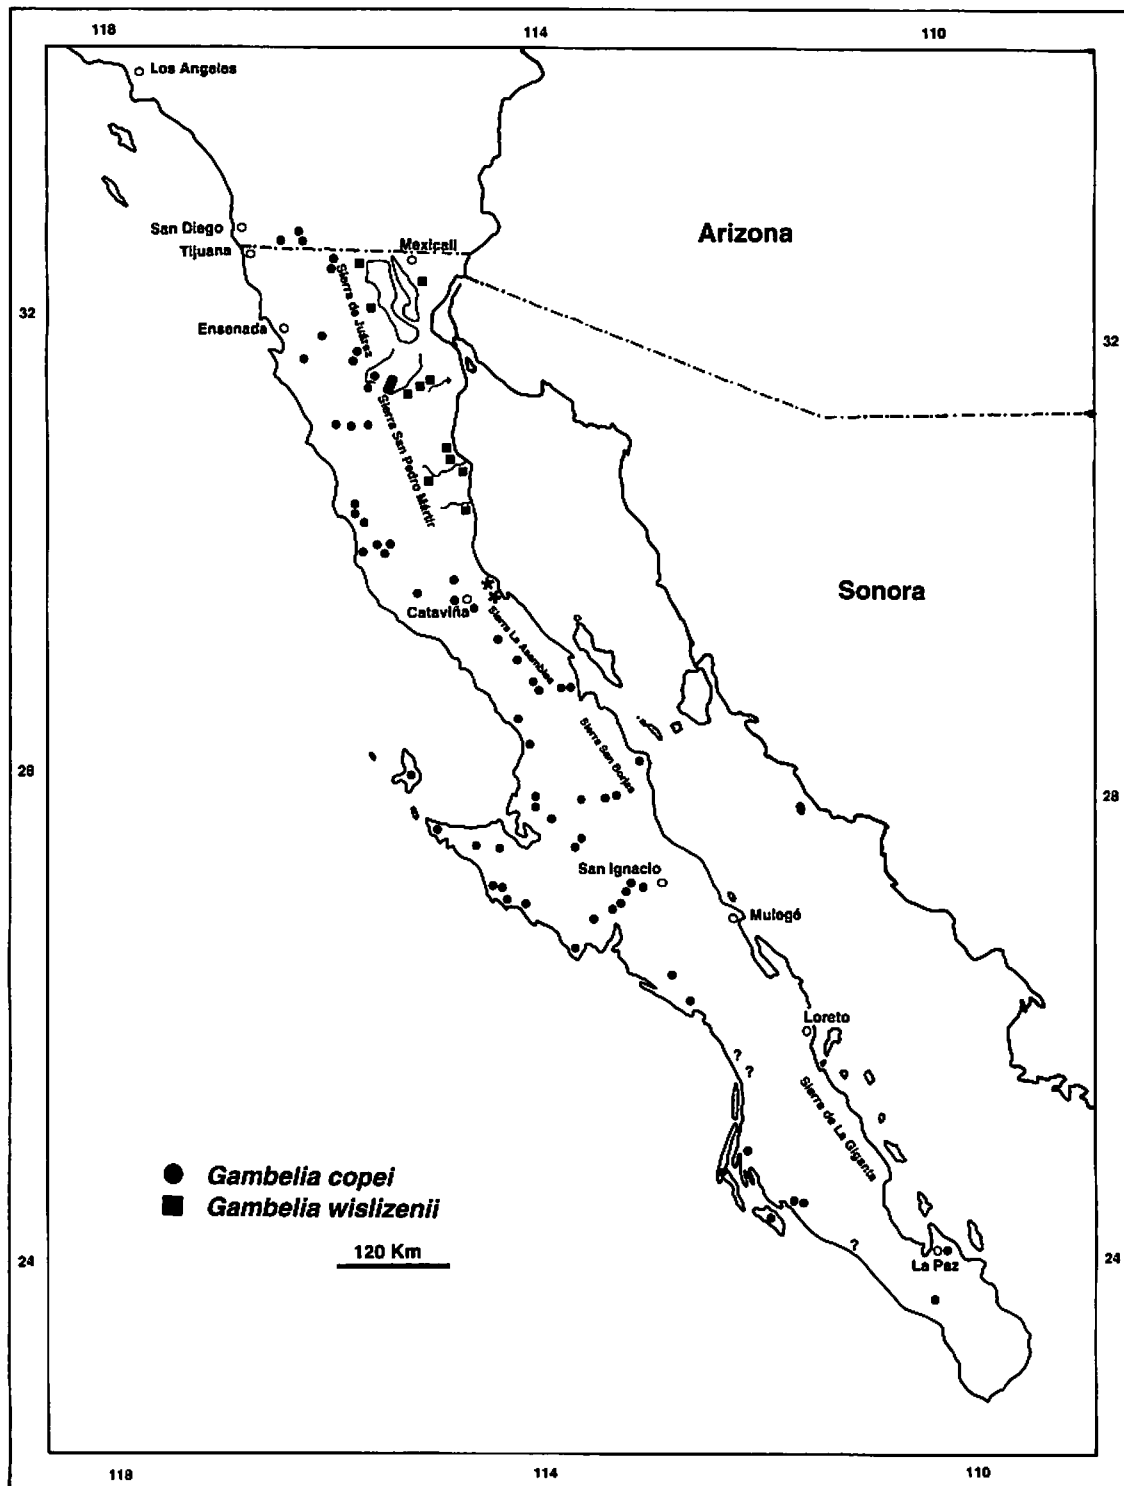 118 114 110
Los Angeles
San Diego
Tijuana
Mexicali
Arizona
32
Ensenada
Sierra de Juárez
32
Sierra San Pedro Mártir
Sonora
Cataviña
Sierra La Asamblea
Sierra San Borjas
28
28
San Ignacio
Mulegé
Loreto
?
?
Sierra de La Giganta
Gambelia copei
Gambelia wislizenii
120 Km
?
24
La Paz
24
118 114 110